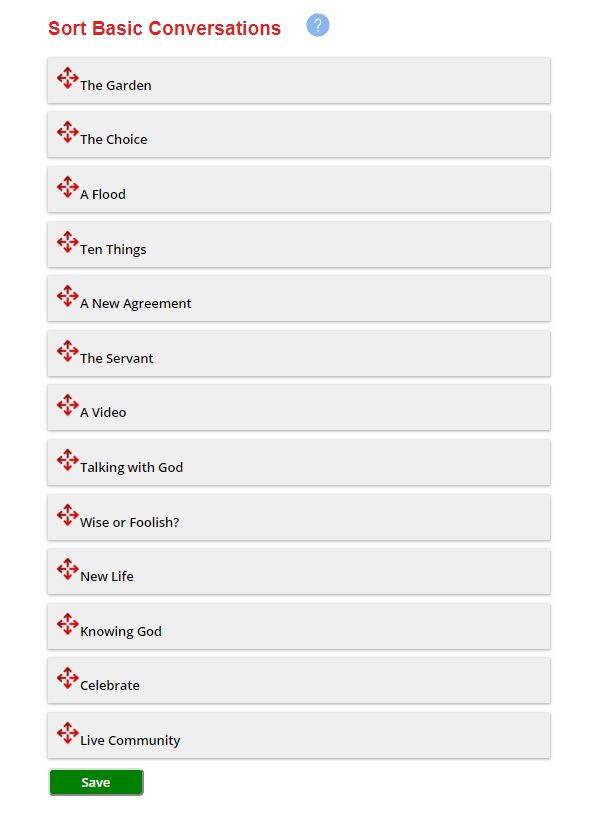 Sort Basic Conversations ?
The Garden
The Choice
A Flood
Ten Things
A New Agreement
The Servant
A Video
Talking with God
Wise or Foolish?
New Life
Knowing God
Celebrate
Live Community
Save